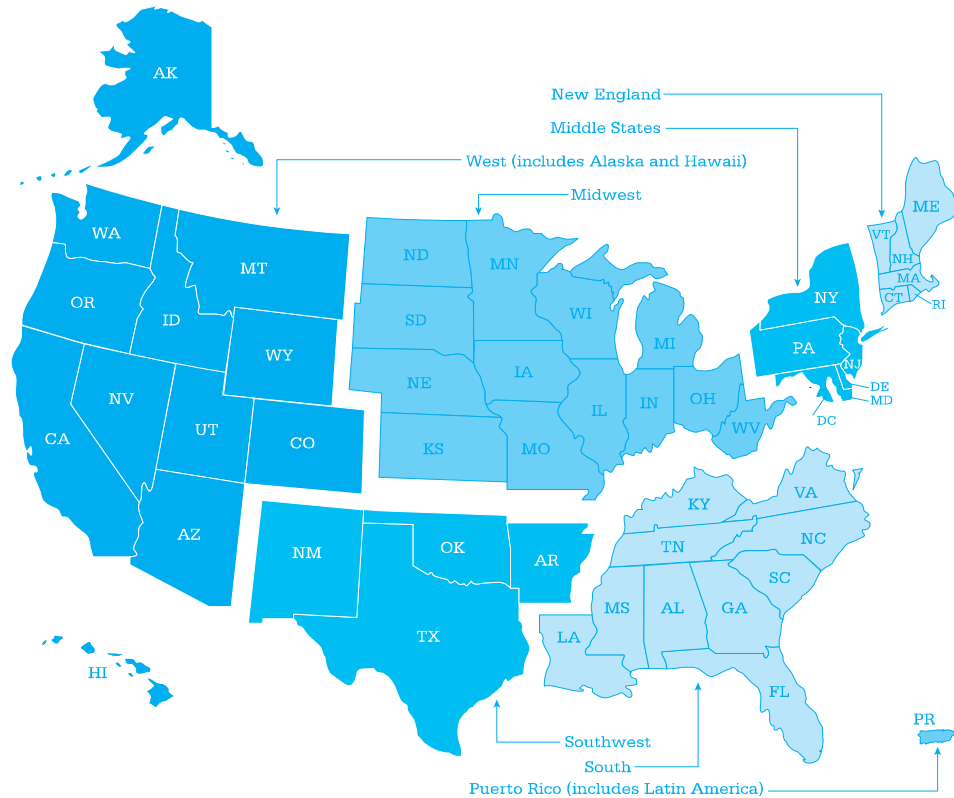 AK
New England
Middle States
West (includes Alaska and Hawaii)
Midwest
ME
VT
WA
ND
MN
NH
MT
MA
NY
CT
OR
RI
ID
SD
WI
MI
PA
WY
NJ
IA
NE
DE
NV
OH
MD
IL
IN
DC
UT
WV
CA
CO
KS
MO
VA
KY
AZ
NC
TN
NM
OK
AR
SC
MS
AL
GA
TX
LA
HI
FL
PR
Southwest
South
Puerto Rico (includes Latin America)